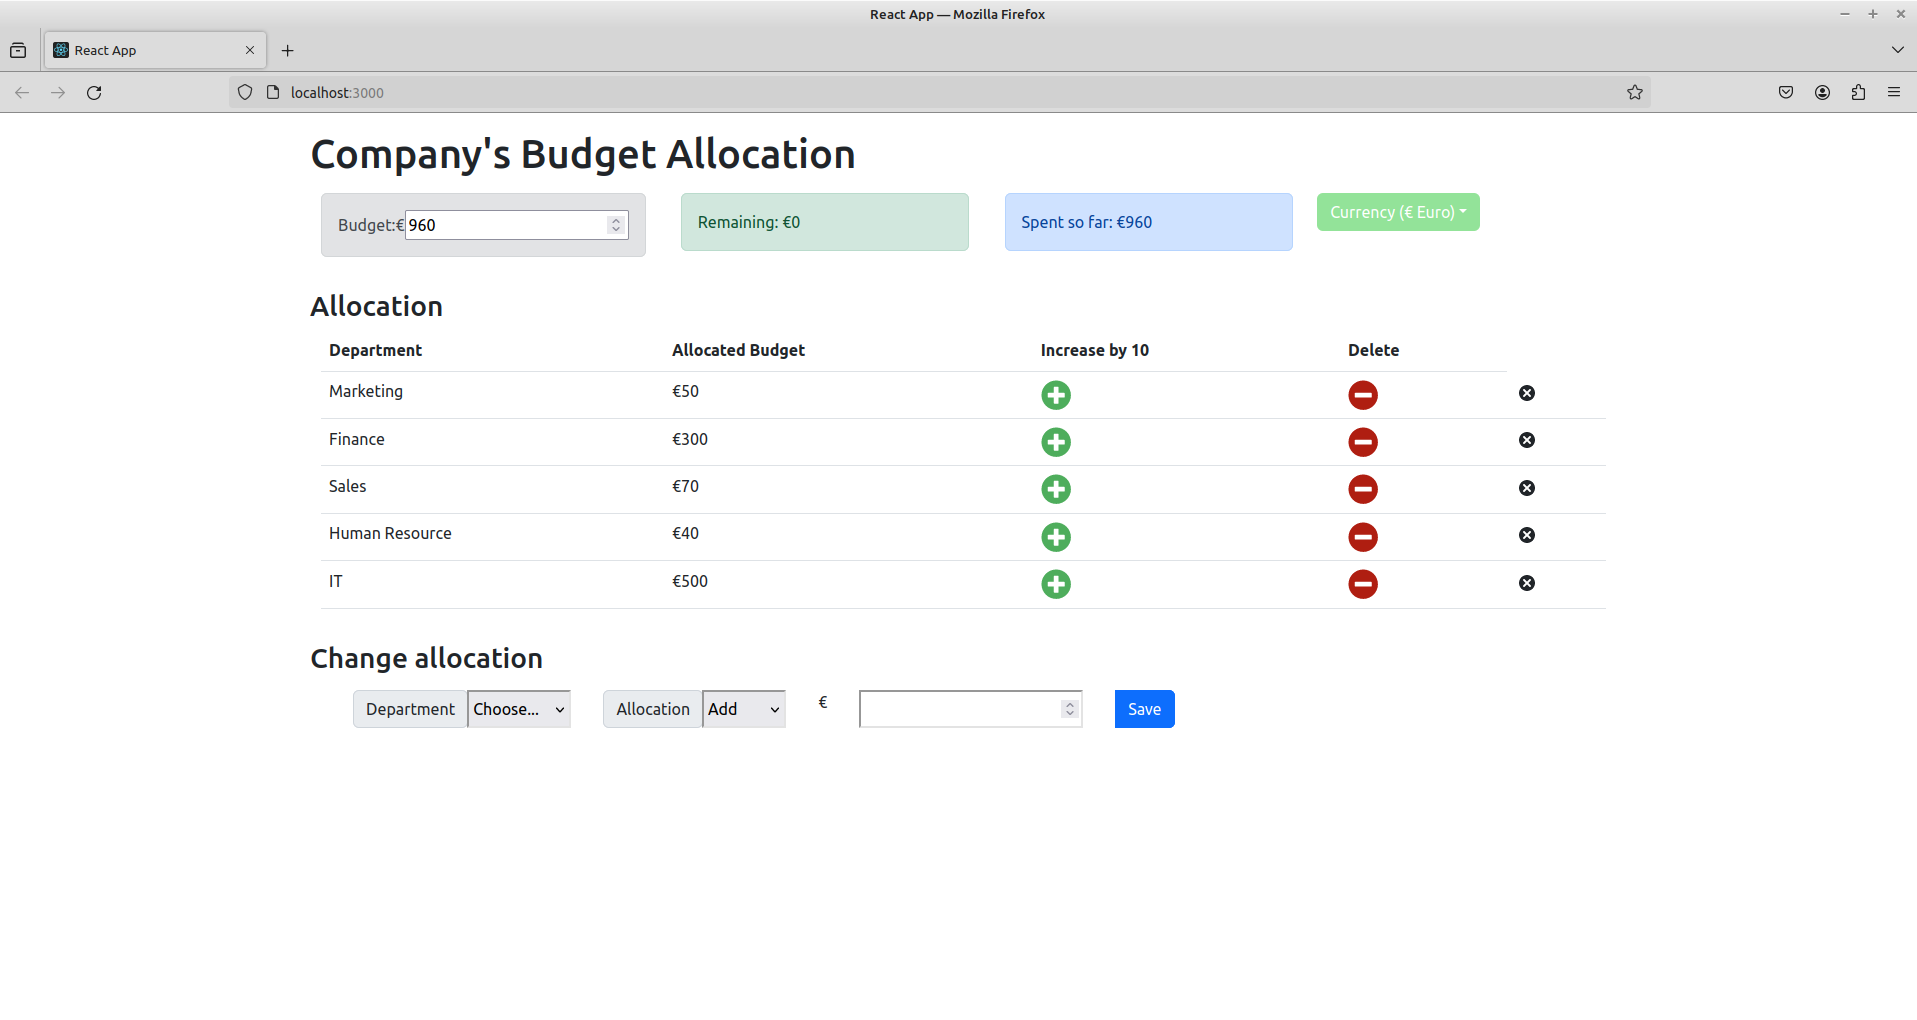 React App — Mozilla Firefox
React App
localhost:3000
Company's Budget Allocation
Budget:€ 960
Remaining: €0
Spent so far: €960
Currency (€ Euro)
Allocation
Department Allocated Budget Increase by 10 Delete
Marketing €50
Finance €300
Sales €70
Human Resource €40
IT €500
Change allocation
Department Choose... Allocation Add € Save